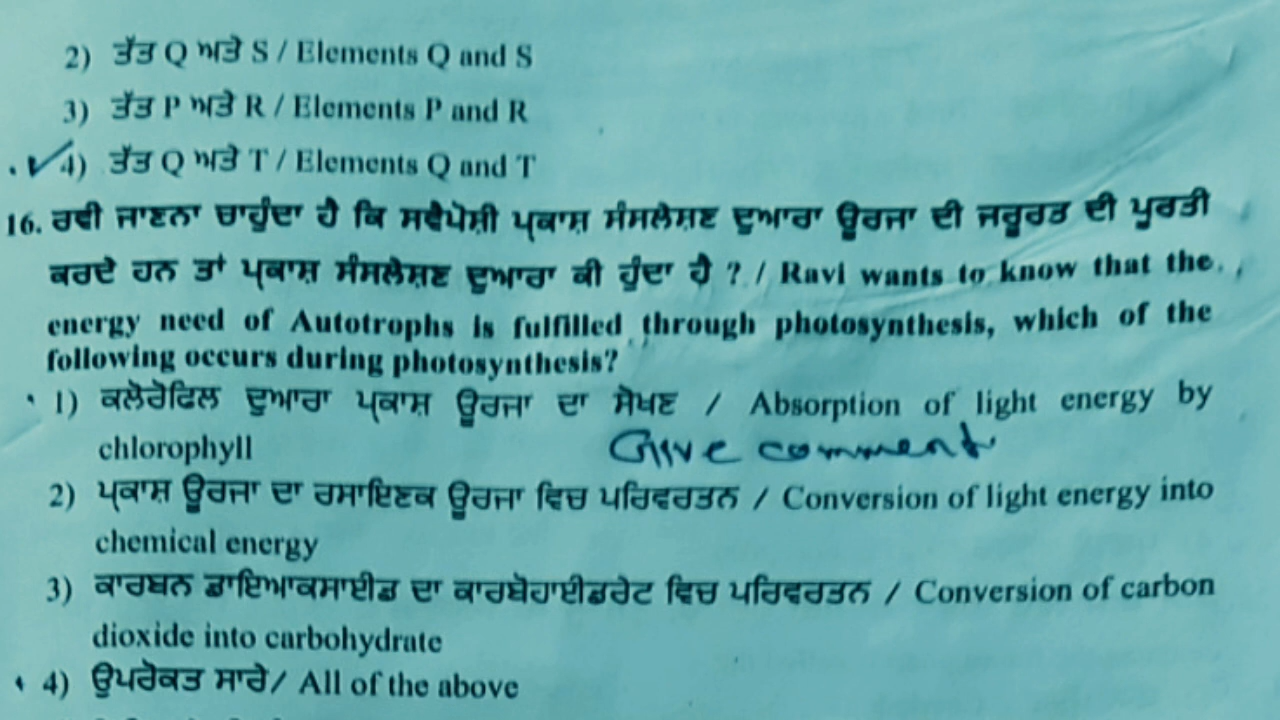 2) ਤੱਤ Q ਅਤੇ S / Elements Q and S
3) ਤੱਤ P ਅਤੇ R / Elements P and R
4) ਤੱਤ Q ਅਤੇ T / Elements Q and T
16. ਰਵੀ ਜਾਣਨਾ ਚਾਹੁੰਦਾ ਹੈ ਕਿ ਸਵੈਪੋਸ਼ੀ ਪ੍ਰਕਾਸ਼ ਸੰਸਲੇਸ਼ਣ ਦੁਆਰਾ ਊਰਜਾ ਦੀ ਜਰੂਰਤ ਦੀ ਪੂਰਤੀ
ਕਰਦੇ ਹਨ ਤਾਂ ਪ੍ਰਕਾਸ਼ ਸੰਸਲੇਸ਼ਣ ਦੁਆਰਾ ਕੀ ਹੁੰਦਾ ਹੈ ? / Ravi wants to know that the
energy need of Autotrophs is fulfilled through photosynthesis, which of the
following occurs during photosynthesis?
1) ਕਲੋਰੋਫਿਲ ਦੁਆਰਾ ਪ੍ਰਕਾਸ਼ ਊਰਜਾ ਦਾ ਸੋਖਣ / Absorption of light energy by
chlorophyll Give comment
2) ਪ੍ਰਕਾਸ਼ ਊਰਜਾ ਦਾ ਰਸਾਇਣਕ ਊਰਜਾ ਵਿਚ ਪਰਿਵਰਤਨ / Conversion of light energy into
chemical energy
3) ਕਾਰਬਨ ਡਾਇਆਕਸਾਈਡ ਦਾ ਕਾਰਬੋਹਾਈਡਰੇਟ ਵਿਚ ਪਰਿਵਰਤਨ / Conversion of carbon
dioxide into carbohydrate
4) ਉਪਰੋਕਤ ਸਾਰੇ/ All of the above